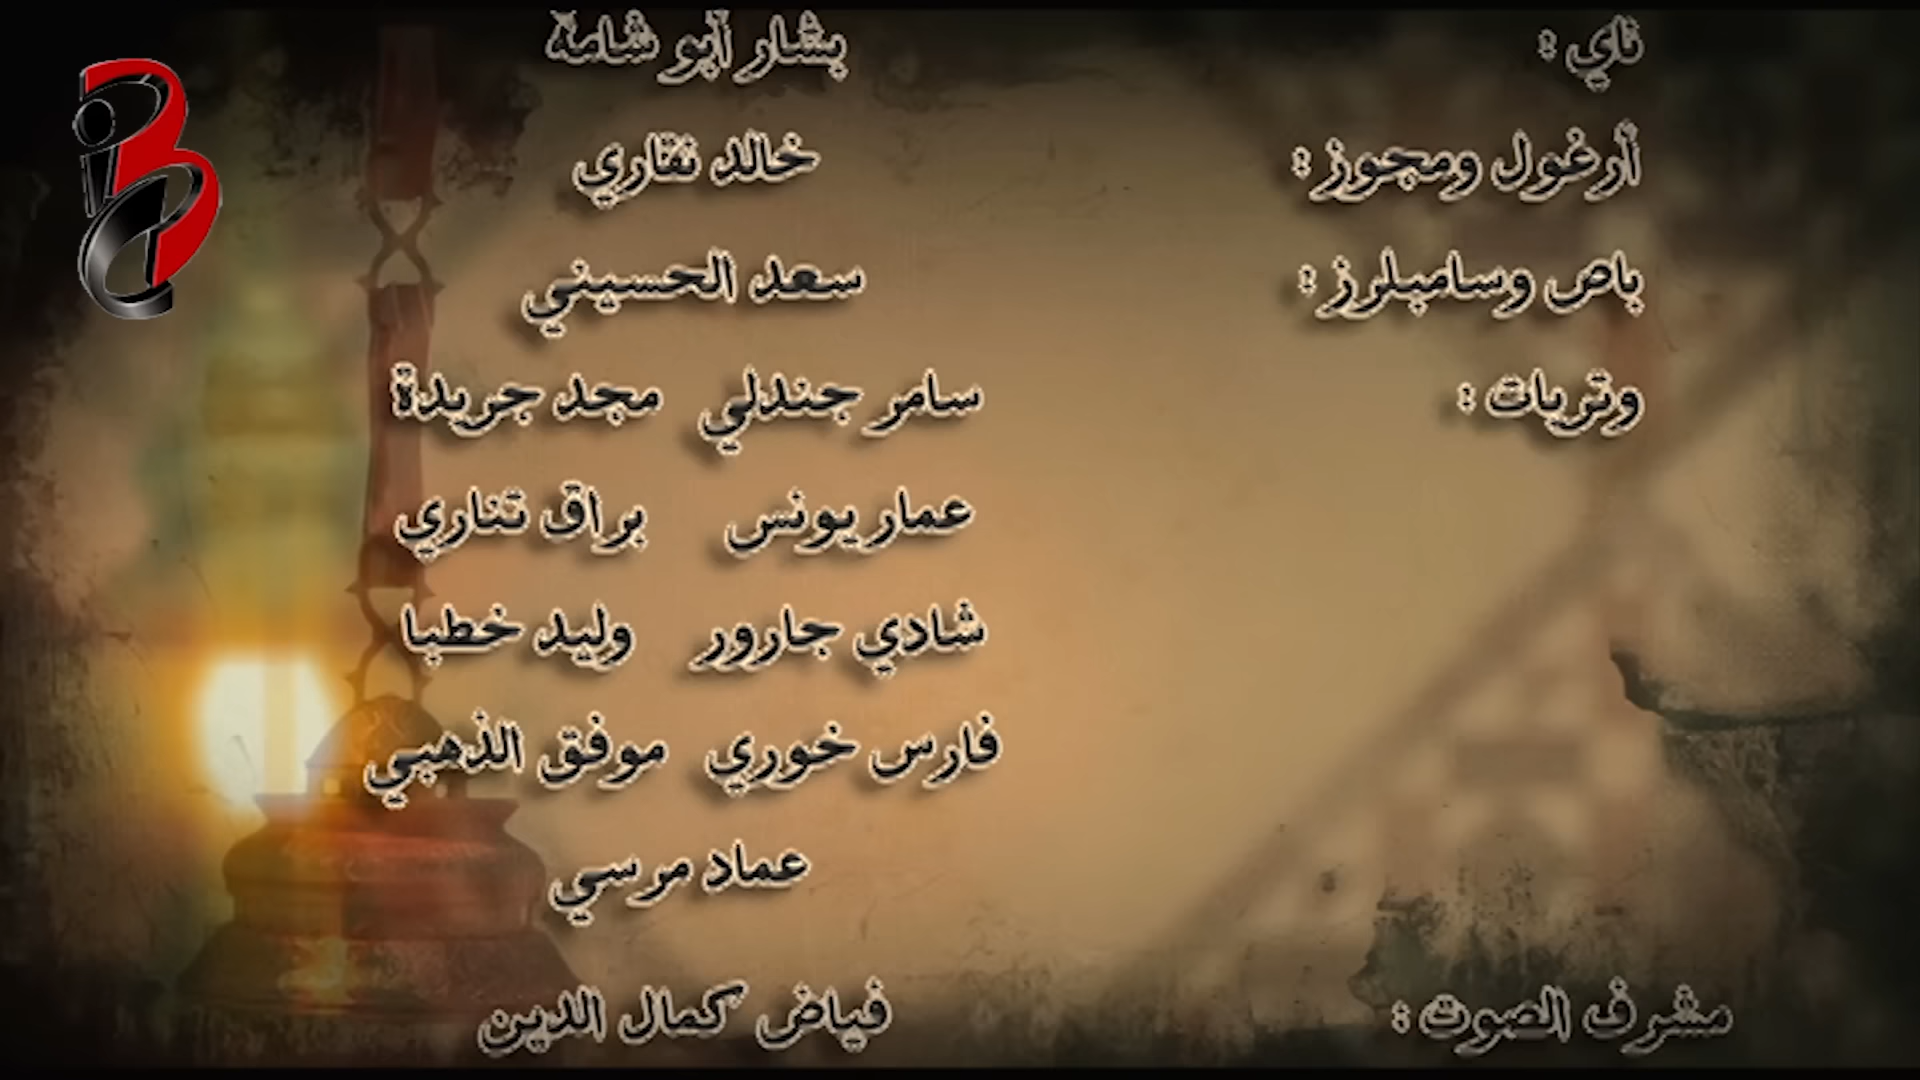 ناي : بشار أبو شامة
أرغول ومجوز : خالد نقاري
باص وسامبلرز : سعد الحسيني
وتريات : سامر جندلي مجد جريدة
عمار يونس براق تناري
شادي جارور وليد خطبا
فارس خوري موفق الذهبي
عماد مرسي
مشرف الصوت : فياض كمال الدين